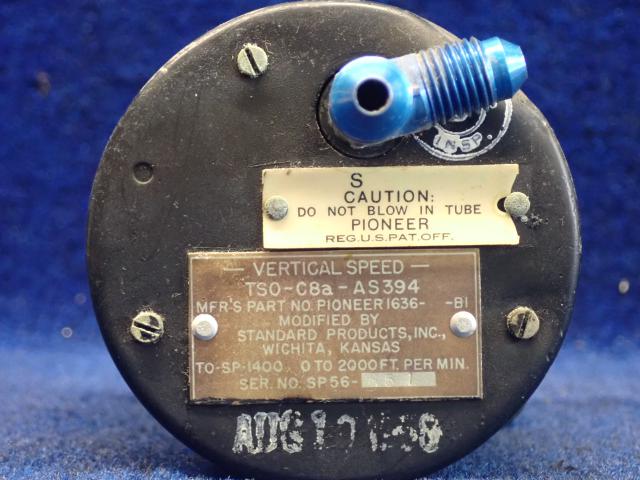 INSP.
S
CAUTION:
DO NOT BLOW IN TUBE
PIONEER
REG. U.S. PAT. OFF.
— VERTICAL SPEED —
TSO-C8a-AS394
MFR'S PART NO. PIONEER 1636- -B1
MODIFIED BY
STANDARD PRODUCTS, INC.,
WICHITA, KANSAS
TO-SP-1400 0 TO 2000 FT. PER MIN.
SER. NO. SP56-
AUG